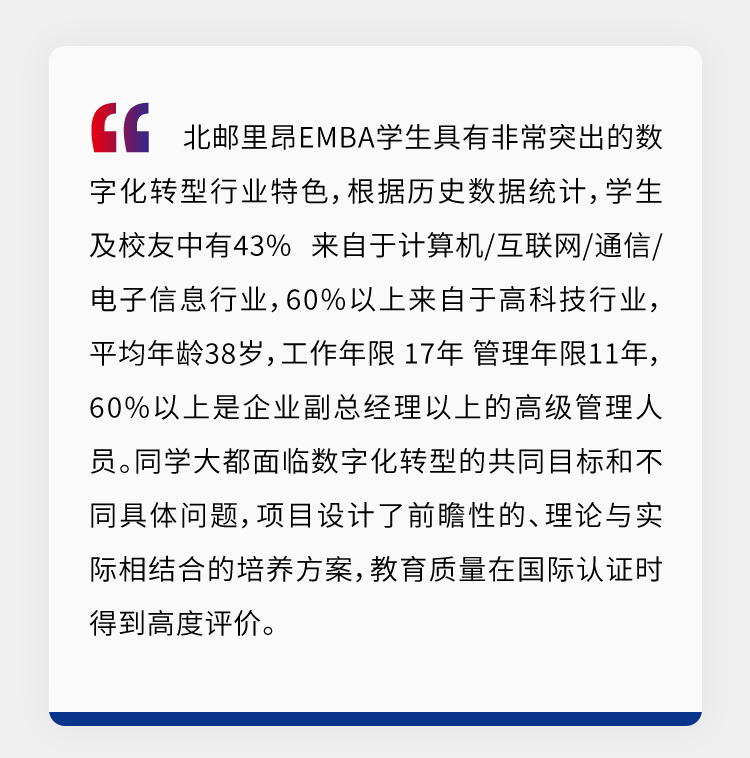 北邮里昂EMBA学生具有非常突出的数
字化转型行业特色，根据历史数据统计，学生
及校友中有43% 来自于计算机/互联网/通信/
电子信息行业，60%以上来自于高科技行业，
平均年龄38岁，工作年限 17年 管理年限11年，
60%以上是企业副总经理以上的高级管理人
员。同学大都面临数字化转型的共同目标和不
同具体问题，项目设计了前瞻性的、理论与实
际相结合的培养方案，教育质量在国际认证时
得到高度评价。